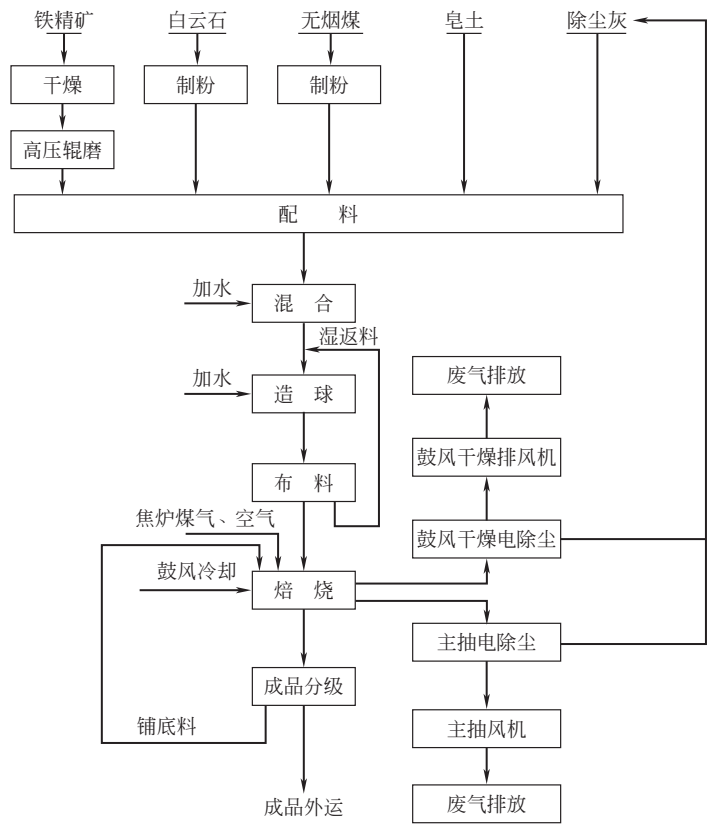 铁精矿 白云石 无烟煤 皂土 除尘灰
干燥 制粉 制粉
高压辊磨
配 料
加水
混 合
湿返料
加水
造 球
废气排放
鼓风干燥排风机
布 料
焦炉煤气、空气
鼓风干燥电除尘
鼓风冷却
焙 烧
主抽电除尘
成品分级
铺底料
主抽风机
成品外运
废气排放